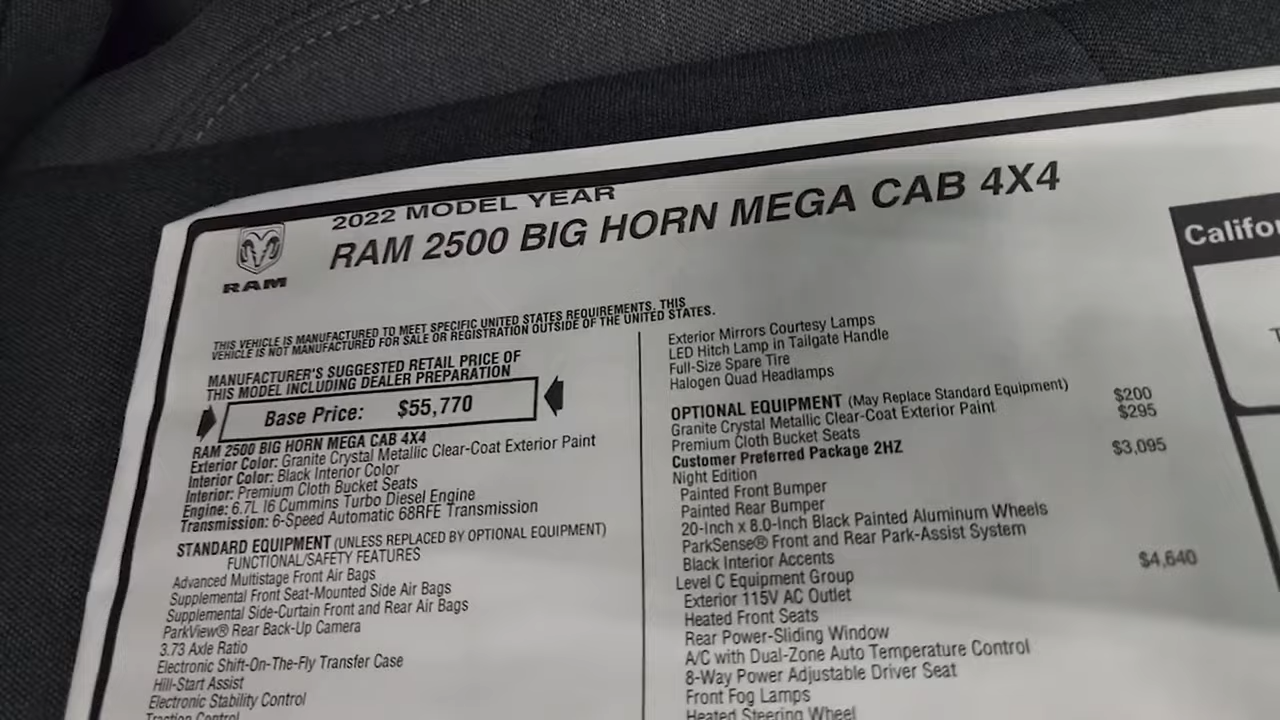 2022 MODEL YEAR
RAM 2500 BIG HORN MEGA CAB 4X4
RAM
THIS VEHICLE IS MANUFACTURED TO MEET SPECIFIC UNITED STATES REQUIREMENTS. THIS
VEHICLE IS NOT MANUFACTURED FOR SALE OR REGISTRATION OUTSIDE OF THE UNITED STATES.
MANUFACTURER'S SUGGESTED RETAIL PRICE OF
THIS MODEL INCLUDING DEALER PREPARATION
Base Price: $55,770
RAM 2500 BIG HORN MEGA CAB 4X4
Exterior Color: Granite Crystal Metallic Clear-Coat Exterior Paint
Interior Color: Black Interior Color
Interior: Premium Cloth Bucket Seats
Engine: 6.7L I6 Cummins Turbo Diesel Engine
Transmission: 6-Speed Automatic 68RFE Transmission
STANDARD EQUIPMENT (UNLESS REPLACED BY OPTIONAL EQUIPMENT)
FUNCTIONAL/SAFETY FEATURES
Advanced Multistage Front Air Bags
Supplemental Front Seat-Mounted Side Air Bags
Supplemental Side-Curtain Front and Rear Air Bags
ParkView® Rear Back-Up Camera
3.73 Axle Ratio
Electronic Shift-On-The-Fly Transfer Case
Hill-Start Assist
Electronic Stability Control
Traction Control
Exterior Mirrors Courtesy Lamps
LED Hitch Lamp in Tailgate Handle
Full-Size Spare Tire
Halogen Quad Headlamps
OPTIONAL EQUIPMENT (May Replace Standard Equipment)
Granite Crystal Metallic Clear-Coat Exterior Paint $200
Premium Cloth Bucket Seats $295
Customer Preferred Package 2HZ
Night Edition $3,095
Painted Front Bumper
Painted Rear Bumper
20-Inch x 8.0-Inch Black Painted Aluminum Wheels
ParkSense® Front and Rear Park-Assist System
Black Interior Accents
Level C Equipment Group $4,640
Exterior 115V AC Outlet
Heated Front Seats
Rear Power-Sliding Window
A/C with Dual-Zone Auto Temperature Control
8-Way Power Adjustable Driver Seat
Front Fog Lamps
Heated Steering Wheel
Califo